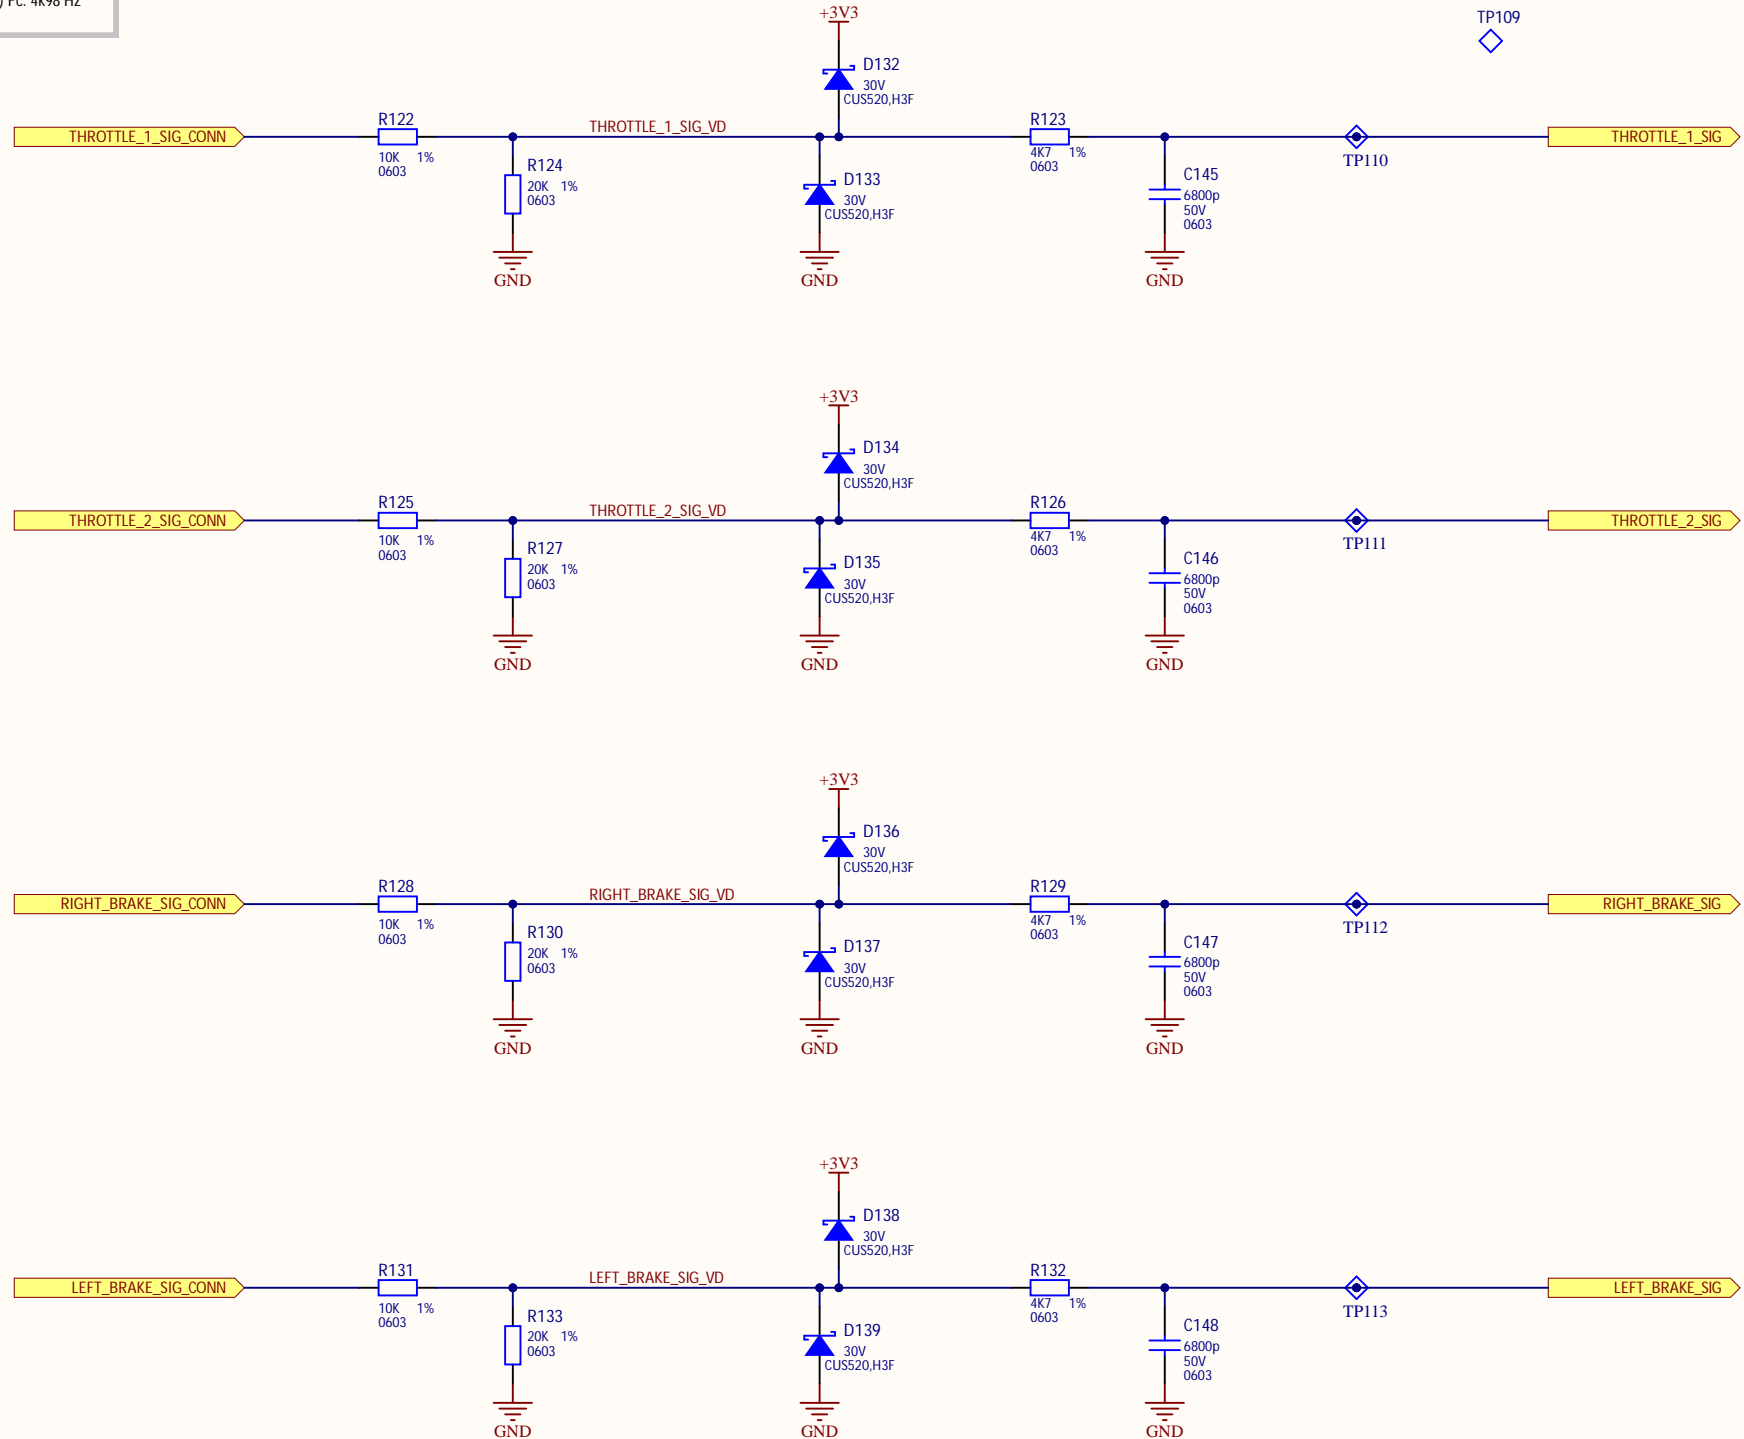 ) Fc: 4k98 Hz
TP109
+3V3
D132
30V
CUS520,H3F
THROTTLE_1_SIG_CONN
R122
10K 1%
0603
THROTTLE_1_SIG_VD
R124
20K 1%
0603
GND
D133
30V
CUS520,H3F
GND
R123
4K7 1%
0603
C145
6800p
50V
0603
GND
TP110
THROTTLE_1_SIG
+3V3
D134
30V
CUS520,H3F
THROTTLE_2_SIG_CONN
R125
10K 1%
0603
THROTTLE_2_SIG_VD
R127
20K 1%
0603
GND
D135
30V
CUS520,H3F
GND
R126
4K7 1%
0603
C146
6800p
50V
0603
GND
TP111
THROTTLE_2_SIG
+3V3
D136
30V
CUS520,H3F
RIGHT_BRAKE_SIG_CONN
R128
10K 1%
0603
RIGHT_BRAKE_SIG_VD
R130
20K 1%
0603
GND
D137
30V
CUS520,H3F
GND
R129
4K7 1%
0603
C147
6800p
50V
0603
GND
TP112
RIGHT_BRAKE_SIG
+3V3
D138
30V
CUS520,H3F
LEFT_BRAKE_SIG_CONN
R131
10K 1%
0603
LEFT_BRAKE_SIG_VD
R133
20K 1%
0603
GND
D139
30V
CUS520,H3F
GND
R132
4K7 1%
0603
C148
6800p
50V
0603
GND
TP113
LEFT_BRAKE_SIG